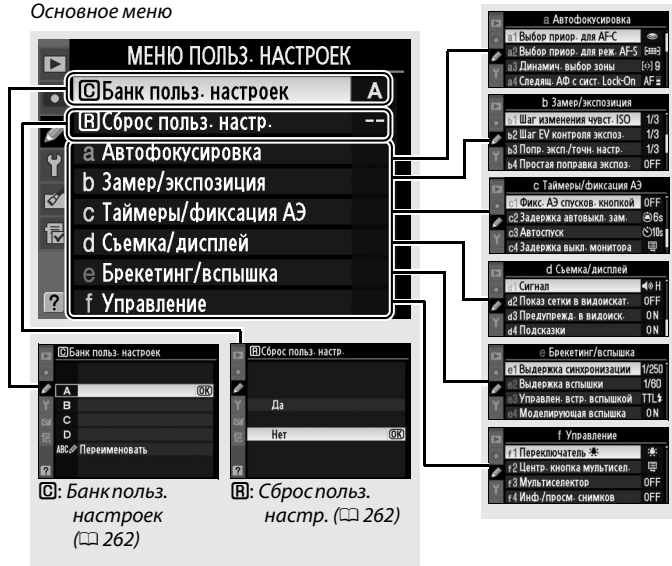 Основное меню
МЕНЮ ПОЛЬЗ. НАСТРОЕК
C Банк польз. настроек A
R Сброс польз. настр. --
a Автофокусировка
b Замер/экспозиция
c Таймеры/фиксация АЭ
d Съемка/дисплей
e Брекетинг/вспышка
f Управление
?
C Банк польз. настроек
A OK
B
C
D
ABC Переименовать
?
C: Банк польз.
настроек
(262)
R Сброс польз. настр.
Да
Нет OK
R: Сброс польз.
настр. (262)
a Автофокусировка
a1 Выбор приор. для AF-C
a2 Выбор приор. для реж. AF-S
a3 Динамич. выбор зоны 9
a4 Следящ. АФ с сист. Lock-On AF
b Замер/экспозиция
b1 Шаг изменения чувст. ISO 1/3
b2 Шаг EV контроля экспоз. 1/3
b3 Попр. эксп./точн. настр. 1/3
b4 Простая поправка экспоз. OFF
c Таймеры/фиксация АЭ
c1 Фикс. АЭ спусков. кнопкой OFF
c2 Задержка автовыкл. зам. 6s
c3 Автоспуск 10s
c4 Задержка выкл. монитора
d Съемка/дисплей
d1 Сигнал H
d2 Показ сетки в видоискат. OFF
d3 Предупрежд. в видоиск. ON
d4 Подсказки ON
e Брекетинг/вспышка
e1 Выдержка синхронизации 1/250
e2 Выдержка вспышки 1/60
e3 Управлен. встр. вспышкой TTL
e4 Моделирующая вспышка ON
f Управление
f1 Переключатель
f2 Центр. кнопка мультисел.
f3 Мультиселектор OFF
f4 Инф./просм. снимков OFF